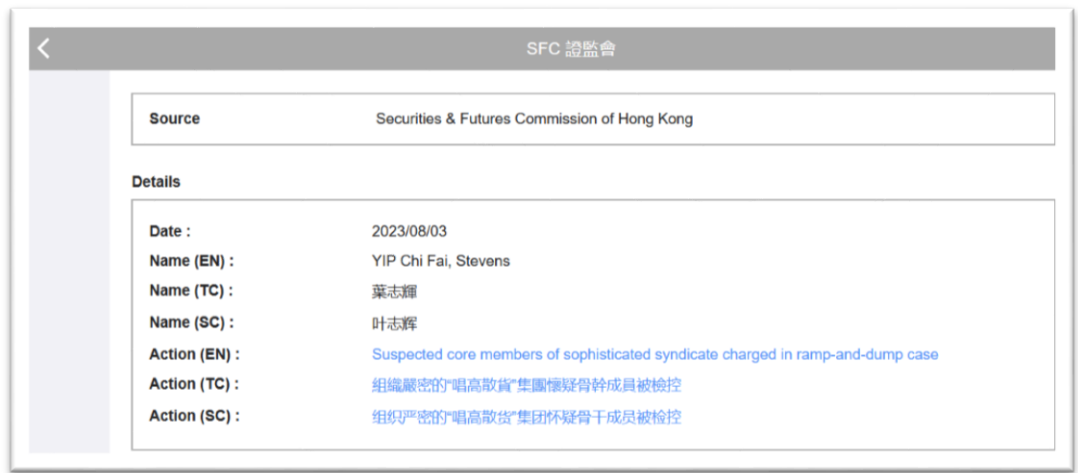 SFC 證監會
Source Securities & Futures Commission of Hong Kong
Details
Date : 2023/08/03
Name (EN) : YIP Chi Fai, Stevens
Name (TC) : 葉志輝
Name (SC) : 叶志辉
Action (EN) : Suspected core members of sophisticated syndicate charged in ramp-and-dump case
Action (TC) : 組織嚴密的“唱高散貨”集團懷疑骨幹成員被檢控
Action (SC) : 组织严密的“唱高散货”集团怀疑骨干成员被检控